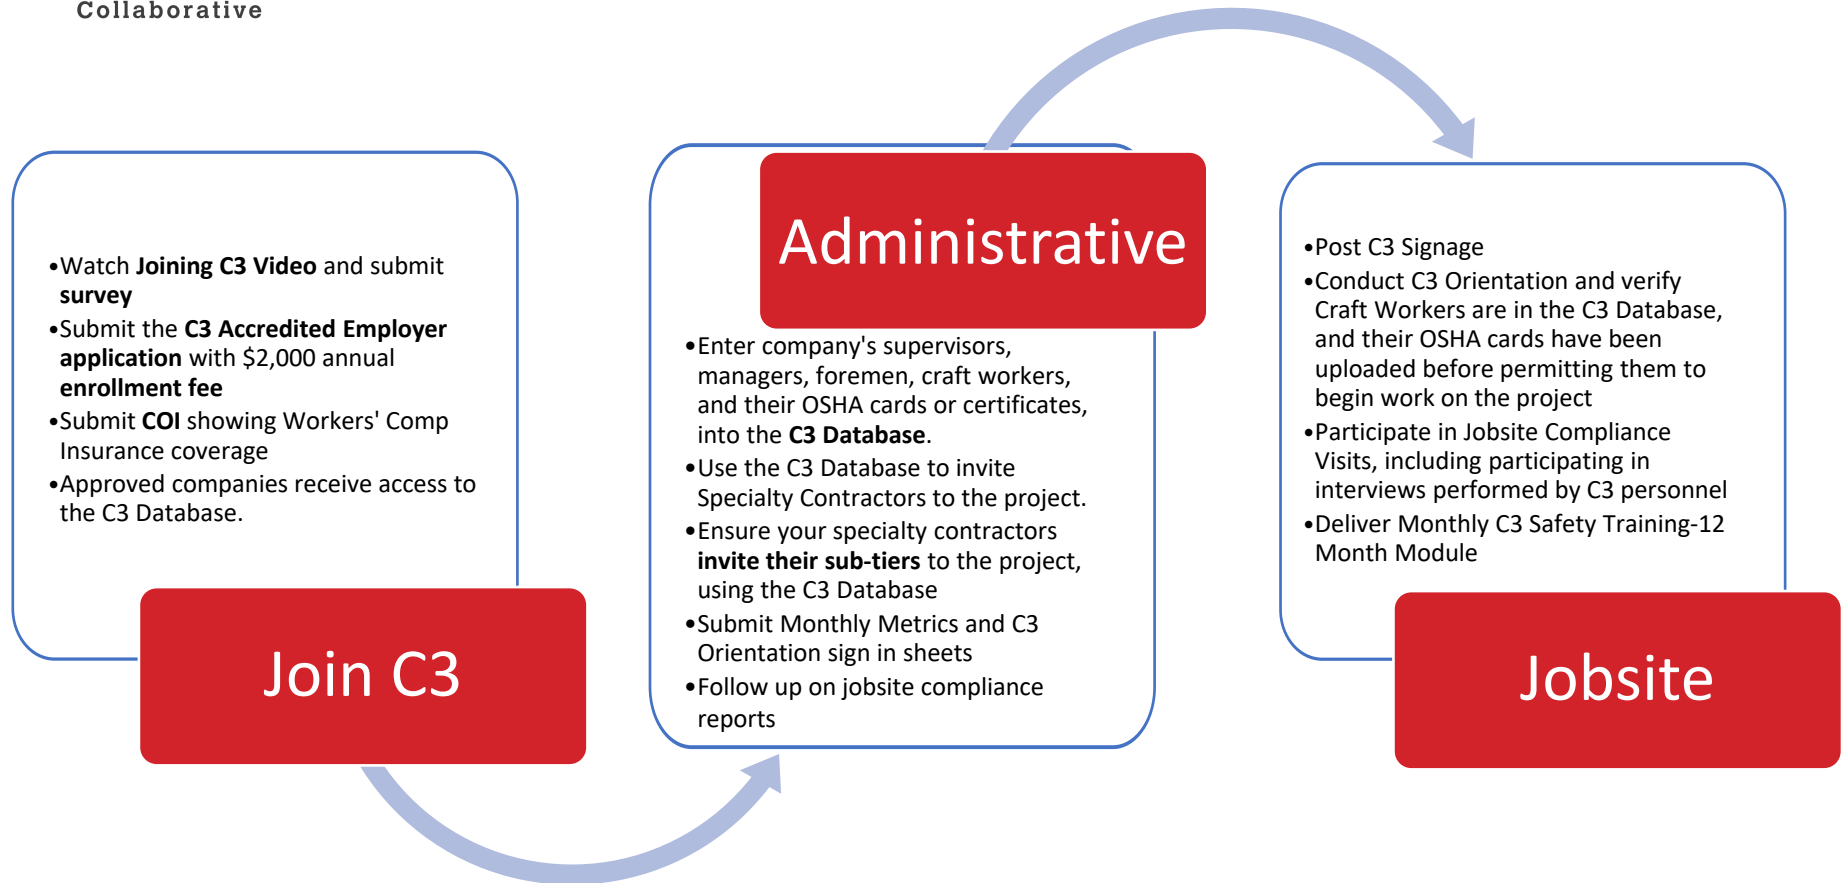 Collaborative
•Watch Joining C3 Video and submit
survey
•Submit the C3 Accredited Employer
application with $2,000 annual
enrollment fee
•Submit COI showing Workers' Comp
Insurance coverage
•Approved companies receive access to
the C3 Database.
Join C3
Administrative
•Enter company's supervisors,
managers, foremen, craft workers,
and their OSHA cards or certificates,
into the C3 Database.
•Use the C3 Database to invite
Specialty Contractors to the project.
•Ensure your specialty contractors
invite their sub-tiers to the project,
using the C3 Database
•Submit Monthly Metrics and C3
Orientation sign in sheets
•Follow up on jobsite compliance
reports
•Post C3 Signage
•Conduct C3 Orientation and verify
Craft Workers are in the C3 Database,
and their OSHA cards have been
uploaded before permitting them to
begin work on the project
•Participate in Jobsite Compliance
Visits, including participating in
interviews performed by C3 personnel
•Deliver Monthly C3 Safety Training-12
Month Module
Jobsite